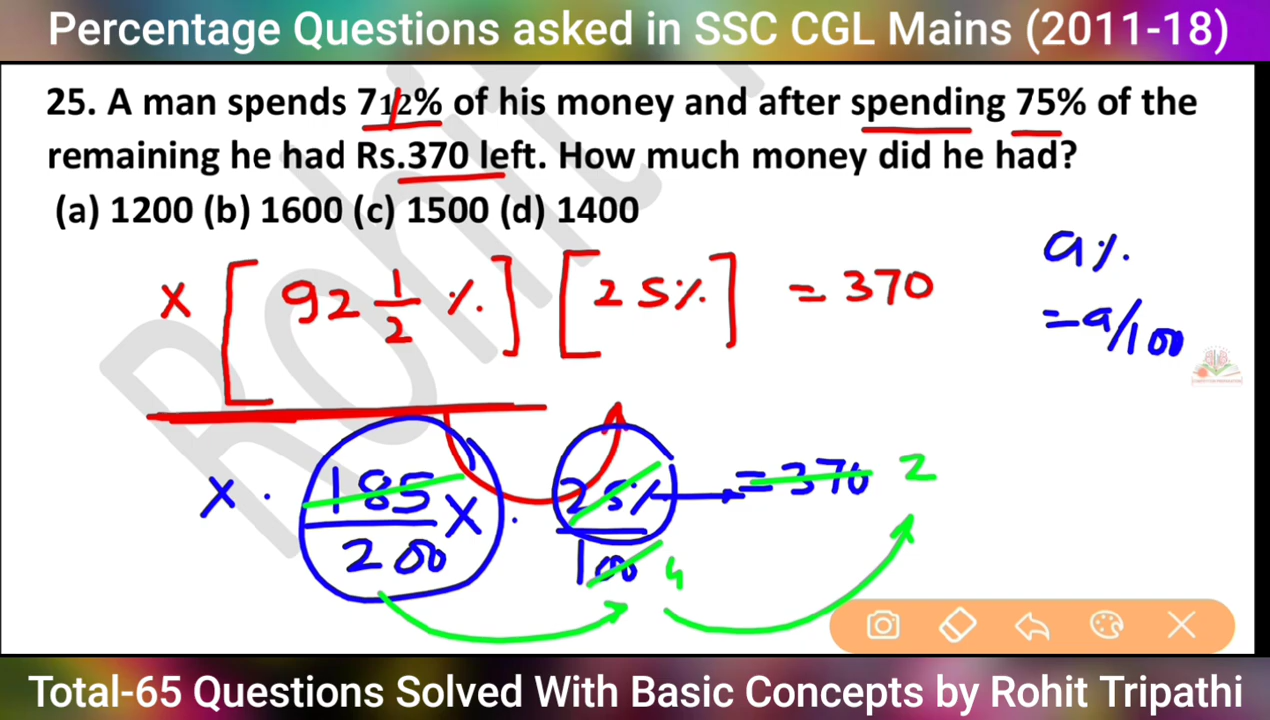 Percentage Questions asked in SSC CGL Mains (2011-18)
25. A man spends 712% of his money and after spending 75% of the
remaining he had Rs.370 left. How much money did he had?
(a) 1200 (b) 1600 (c) 1500 (d) 1400
x [ 92 1/2 % ] [ 25% ] = 370
a%
= a/100
x · 185/200 x · 25%/100 = 370 2
4
Total-65 Questions Solved With Basic Concepts by Rohit Tripathi